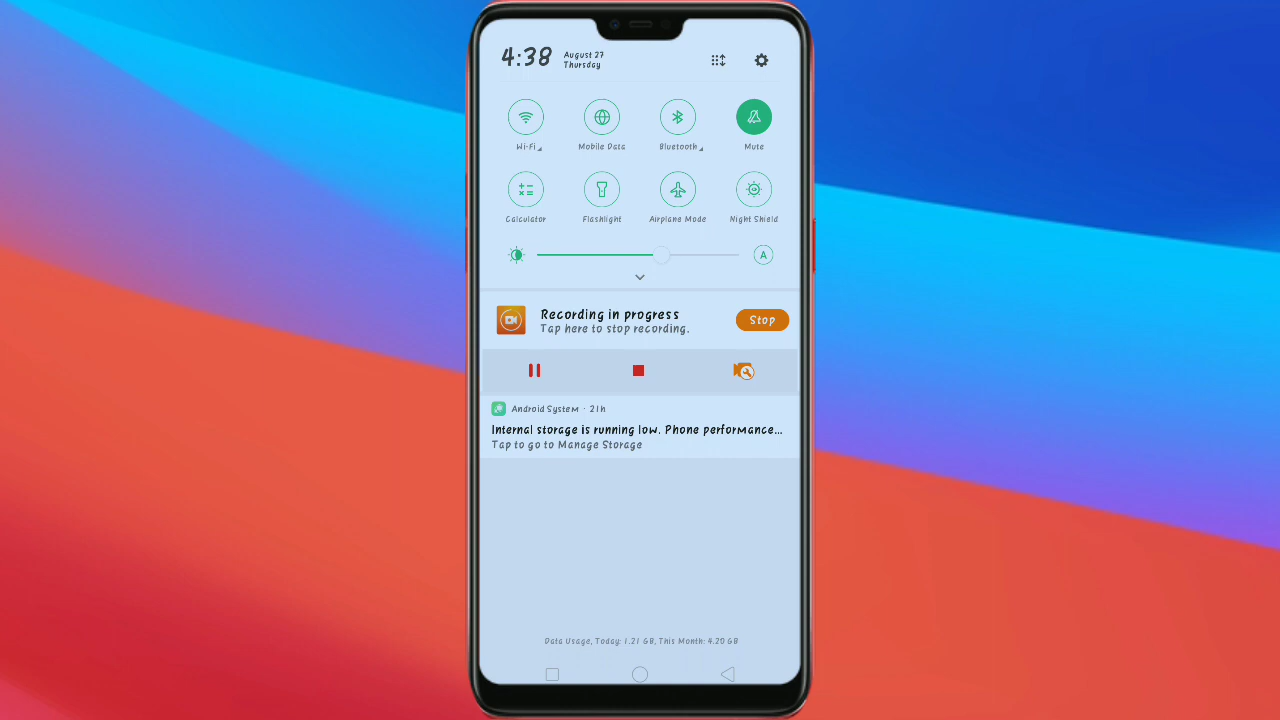 4:38
August 27
Thursday
Wi-Fi
Mobile Data
Bluetooth
Mute
Calculator
Flashlight
Airplane Mode
Night Shield
A
Recording in progress
Tap here to stop recording.
Stop
Android System · 21h
Internal storage is running low. Phone performance...
Tap to go to Manage Storage
Data Usage, Today: 1.21 GB, This Month: 4.20 GB